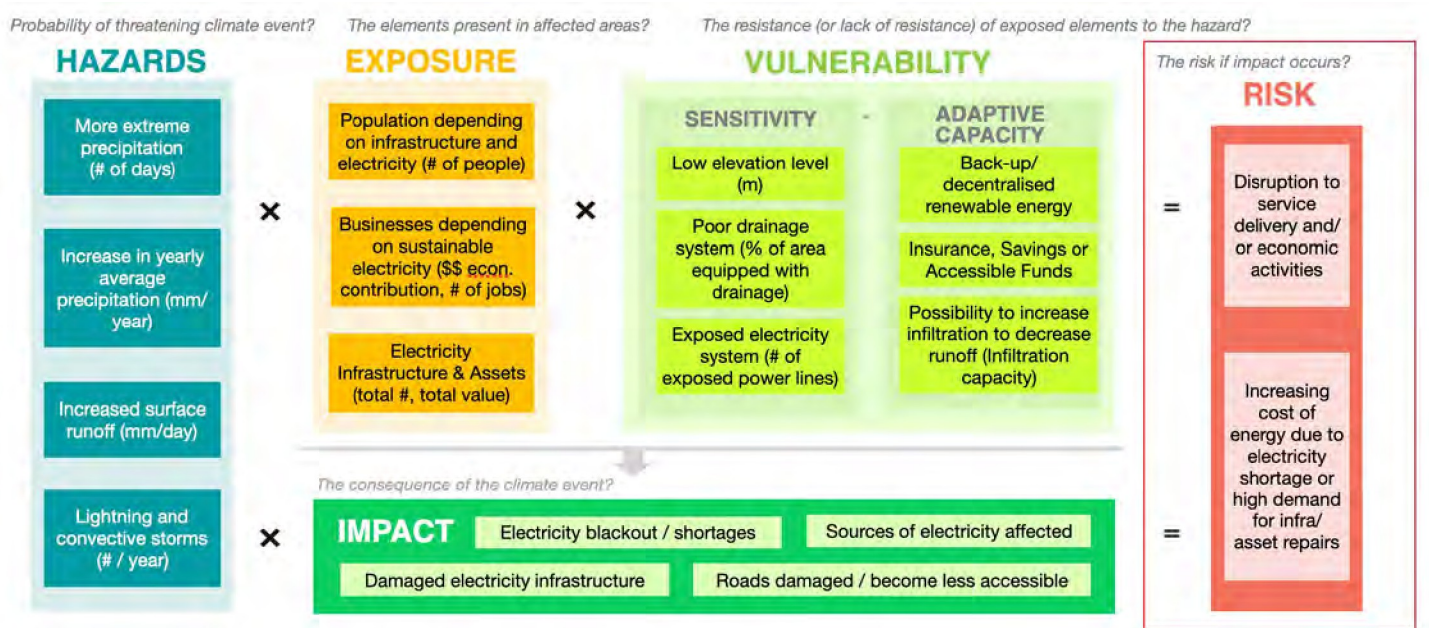 Probability of threatening climate event?
HAZARDS
More extreme
precipitation
(# of days)
Increase in yearly
average
precipitation (mm/
year)
Increased surface
runoff (mm/day)
Lightning and
convective storms
(# / year)
×
×
The elements present in affected areas?
EXPOSURE
Population depending
on infrastructure and
electricity (# of people)
Businesses depending
on sustainable
electricity ($$ econ.
contribution, # of jobs)
Electricity
Infrastructure & Assets
(total #, total value)
×
The resistance (or lack of resistance) of exposed elements to the hazard?
VULNERABILITY
SENSITIVITY
-
Low elevation level
(m)
Poor drainage
system (% of area
equipped with
drainage)
Exposed electricity
system (# of
exposed power lines)
ADAPTIVE
CAPACITY
Back-up/
decentralised
renewable energy
Insurance, Savings or
Accessible Funds
Possibility to increase
infiltration to decrease
runoff (Infiltration
capacity)
The consequence of the climate event?
IMPACT
Electricity blackout / shortages
Sources of electricity affected
Damaged electricity infrastructure
Roads damaged / become less accessible
=
=
The risk if impact occurs?
RISK
Disruption to
service
delivery and/
or economic
activities
Increasing
cost of
energy due to
electricity
shortage or
high demand
for infra/
asset repairs